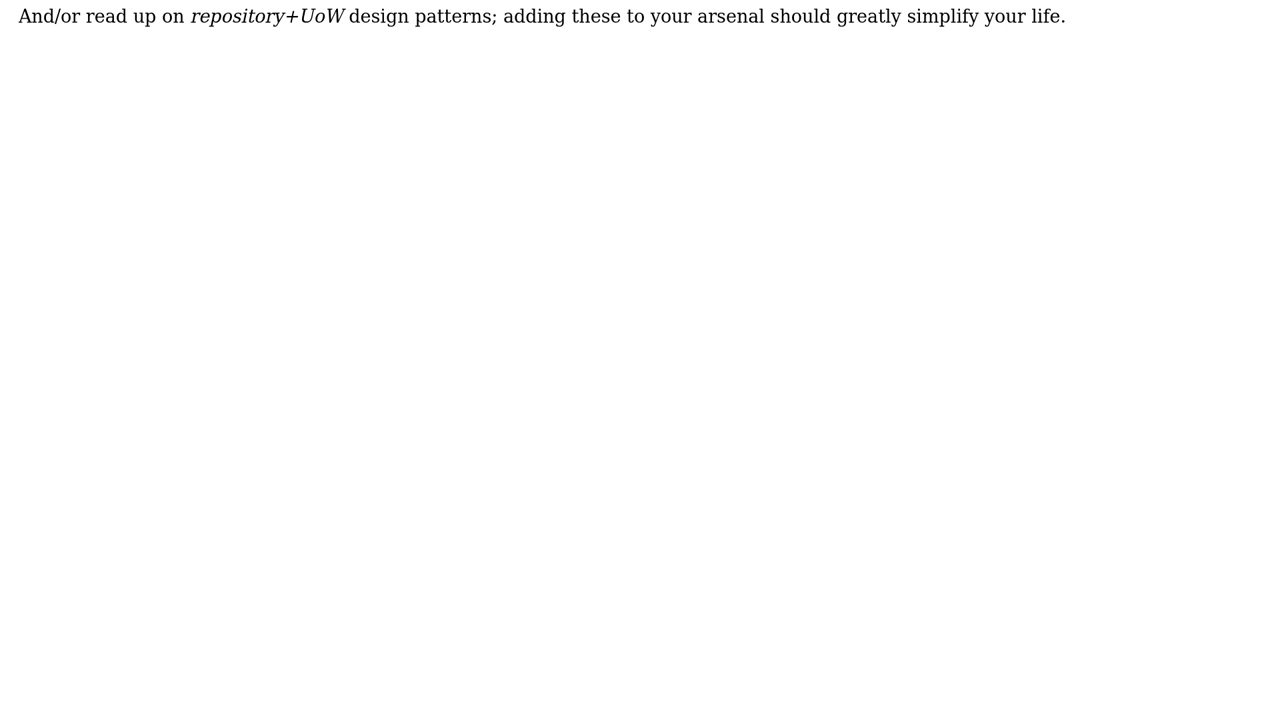 And/or read up on repository+UoW design patterns; adding these to your arsenal should greatly simplify your life.